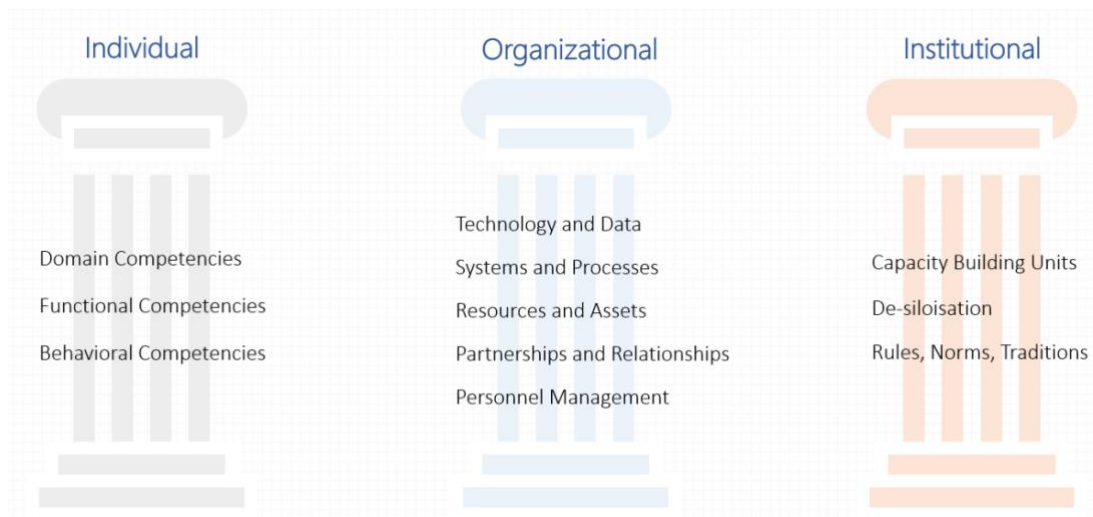 Individual
Domain Competencies
Functional Competencies
Behavioral Competencies
Organizational
Technology and Data
Systems and Processes
Resources and Assets
Partnerships and Relationships
Personnel Management
Institutional
Capacity Building Units
De-siloisation
Rules, Norms, Traditions